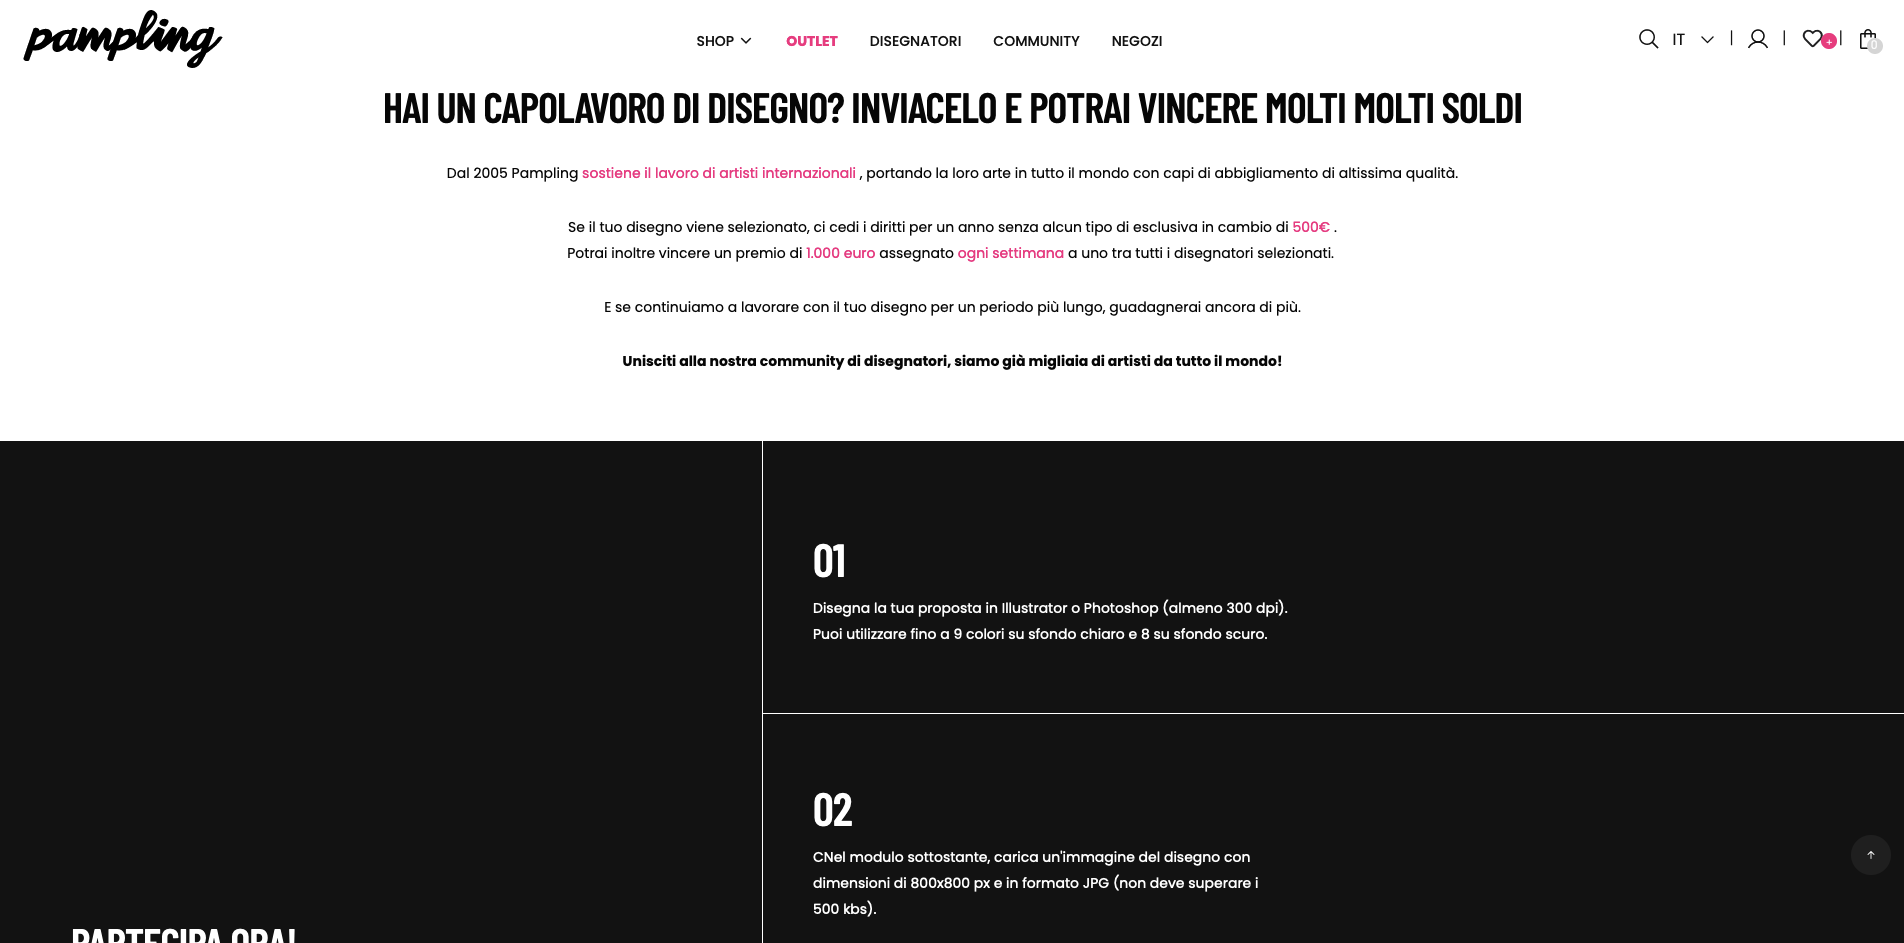 pampling
SHOP
OUTLET
DISEGNATORI
COMMUNITY
NEGOZI
IT
+
0
HAI UN CAPOLAVORO DI DISEGNO? INVIACELO E POTRAI VINCERE MOLTI MOLTI SOLDI
Dal 2005 Pampling sostiene il lavoro di artisti internazionali , portando la loro arte in tutto il mondo con capi di abbigliamento di altissima qualità.
Se il tuo disegno viene selezionato, ci cedi i diritti per un anno senza alcun tipo di esclusiva in cambio di 500€ .
Potrai inoltre vincere un premio di 1.000 euro assegnato ogni settimana a uno tra tutti i disegnatori selezionati.
E se continuiamo a lavorare con il tuo disegno per un periodo più lungo, guadagnerai ancora di più.
Unisciti alla nostra community di disegnatori, siamo già migliaia di artisti da tutto il mondo!
01
Disegna la tua proposta in Illustrator o Photoshop (almeno 300 dpi).
Puoi utilizzare fino a 9 colori su sfondo chiaro e 8 su sfondo scuro.
02
CNel modulo sottostante, carica un'immagine del disegno con
dimensioni di 800x800 px e in formato JPG (non deve superare i
500 kbs).
PARTECIPA ORA!